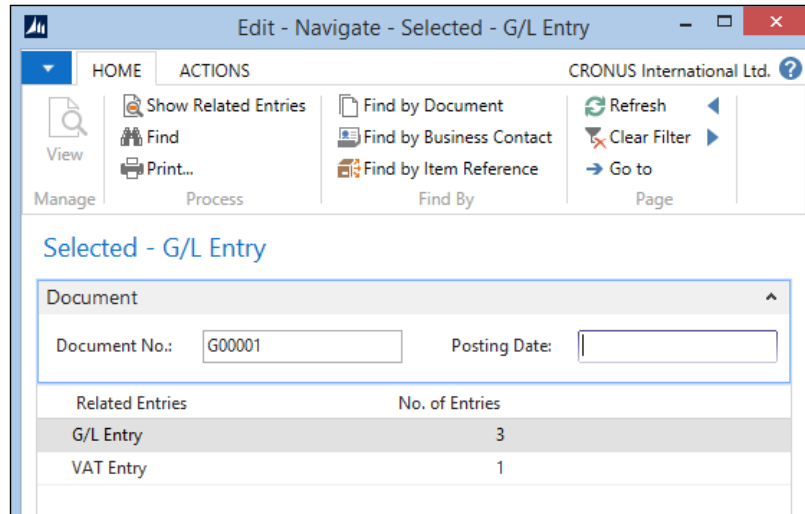 Edit - Navigate - Selected - G/L Entry
HOME ACTIONS CRONUS International Ltd.
View
Manage
Show Related Entries
Find
Print...
Process
Find by Document
Find by Business Contact
Find by Item Reference
Find By
Refresh
Clear Filter
Go to
Page
Selected - G/L Entry
Document
Document No.: G00001 Posting Date:
Related Entries No. of Entries
G/L Entry 3
VAT Entry 1